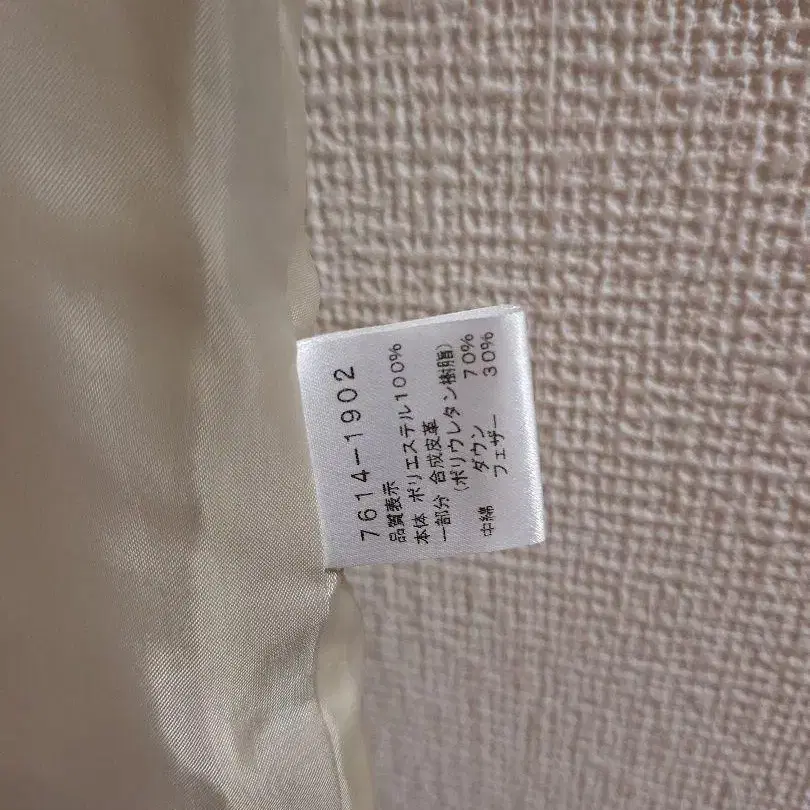 7614-1902
品質表示
本体 ポリエステル100%
一部分 合成皮革
(ポリウレタン樹脂)
中綿 ダウン 70%
フェザー 30%